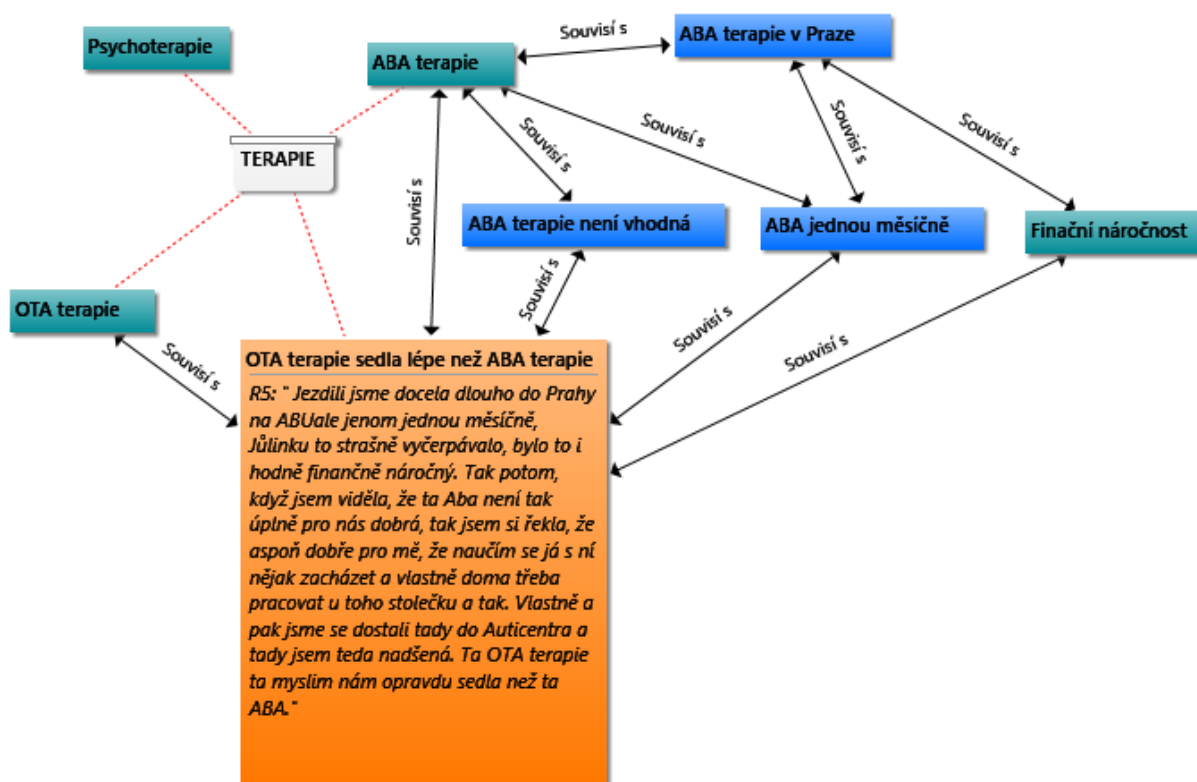 Psychoterapie
ABA terapie
Souvisí s
ABA terapie v Praze
TERAPIE
Souvisí s
Souvisí s
Souvisí s
Souvisí s
Souvisí s
ABA terapie není vhodná
ABA jednou měsíčně
Finační náročnost
OTA terapie
Souvisí s
Souvisí s
Souvisí s
Souvisí s
OTA terapie sedla lépe než ABA terapie
R5: " Jezdili jsme docela dlouho do Prahy
na ABUale jenom jednou měsíčně,
Jůlinku to strašně vyčerpávalo, bylo to i
hodně finančně náročný. Tak potom,
když jsem viděla, že ta Aba není tak
úplně pro nás dobrá, tak jsem si řekla, že
aspoň dobře pro mě, že naučím se já s ní
nějak zacházet a vlastně doma třeba
pracovat u toho stolečku a tak. Vlastně a
pak jsme se dostali tady do Auticentra a
tady jsem teda nadšená. Ta OTA terapie
ta myslim nám opravdu sedla než ta
ABA."